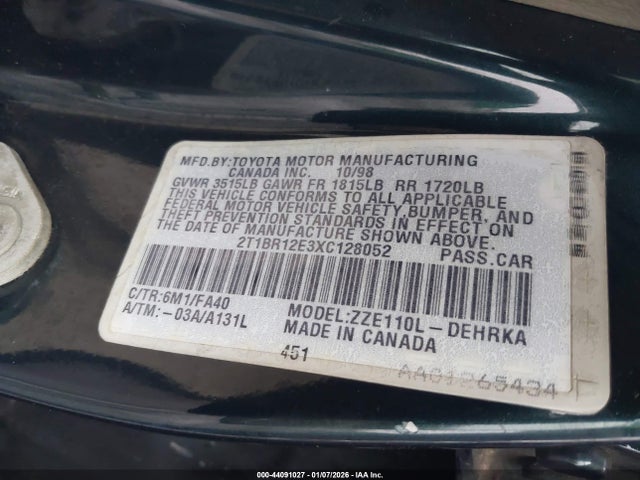 MFD.BY:TOYOTA MOTOR MANUFACTURING
CANADA INC. 10/98
GVWR 3515LB GAWR FR 1815LB RR 1720LB
THIS VEHICLE CONFORMS TO ALL APPLICABLE
FEDERAL MOTOR VEHICLE SAFETY, BUMPER, AND
THEFT PREVENTION STANDARDS IN EFFECT ON
THE DATE OF MANUFACTURE SHOWN ABOVE.
2T1BR12E3XC128052 PASS.CAR
C/TR:6M1/FA40 MODEL:ZZE110L-DEHRKA
A/TM:-03A/A131L MADE IN CANADA
451
AA01265434
000-44091027 - 01/07/2026 - IAA Inc.